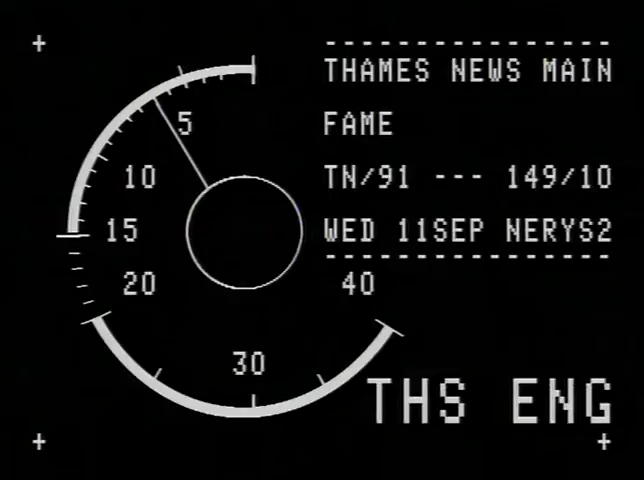 ----------------
THAMES NEWS MAIN
FAME
TN/91 --- 149/10
WED 11SEP NERYS2
----------------
5
10
15
20
40
30
THS ENG